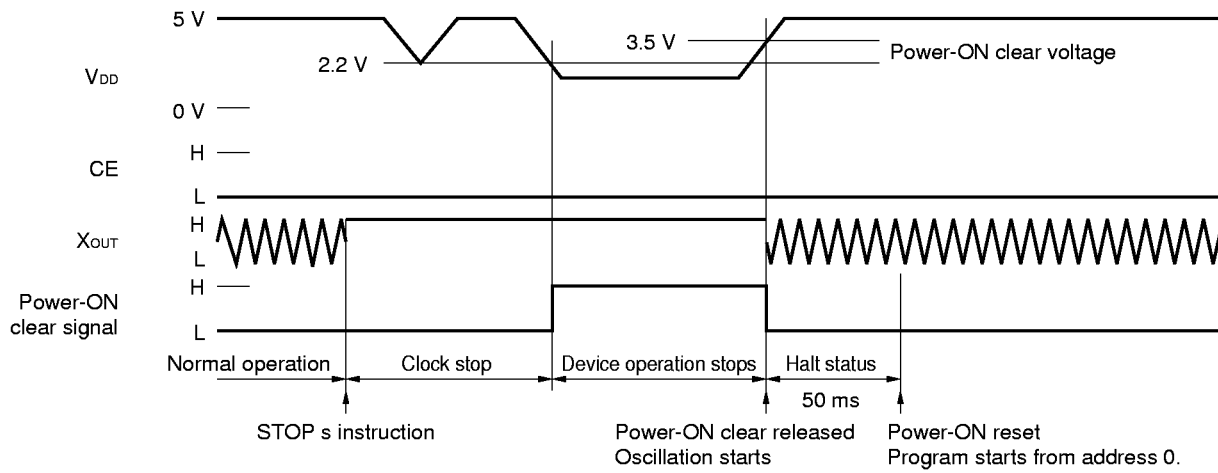 5 V
3.5 V
Power-ON clear voltage
2.2 V
VDD
0 V
H
CE
L
H
XOUT
L
H
Power-ON
clear signal
L
Normal operation
Clock stop
Device operation stops
Halt status
50 ms
STOP s instruction
Power-ON clear released
Oscillation starts
Power-ON reset
Program starts from address 0.